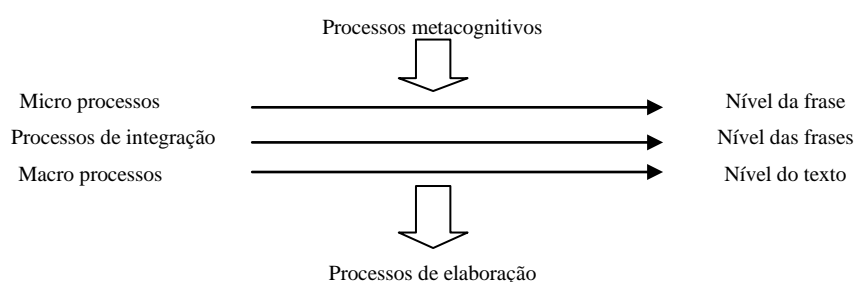 Processos metacognitivos
Micro processos Nível da frase
Processos de integração Nível das frases
Macro processos Nível do texto
Processos de elaboração